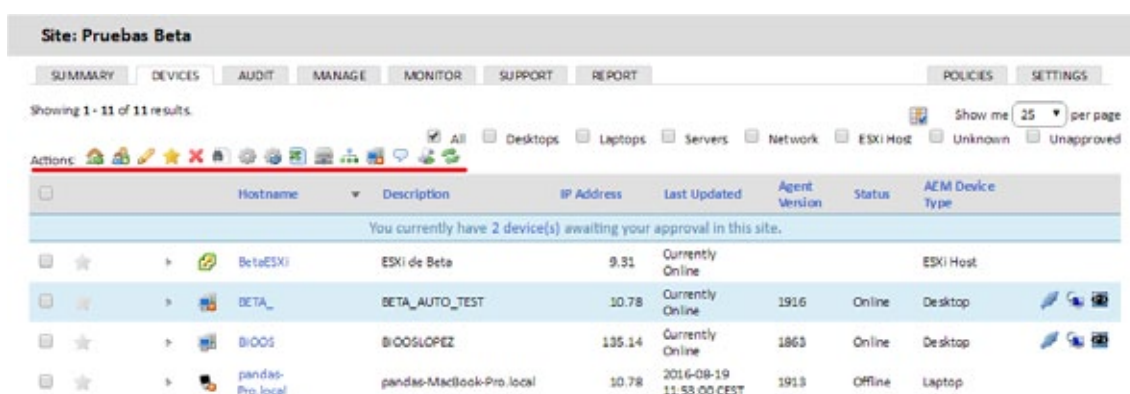 Site: Pruebas Beta
SUMMARY DEVICES AUDIT MANAGE MONITOR SUPPORT REPORT POLICIES SETTINGS
Showing 1 - 11 of 11 results.
Show me 25 per page
All Desktops Laptops Servers Network ESXi Host Unknown Unapproved
Actions:
Hostname Description IP Address Last Updated Agent Version Status AEM Device Type
You currently have 2 device(s) awaiting your approval in this site.
BetaESXi ESXi de Beta 9.31 Currently Online ESXi Host
BETA_ BETA_AUTO_TEST 10.78 Currently Online 1916 Online Desktop
BIOOS BIOOSLOPEZ 135.14 Currently Online 1863 Online Desktop
pandas-Pro.local pandas-MacBook-Pro.local 10.78 2016-08-19 11:53:00 CEST 1913 Offline Laptop